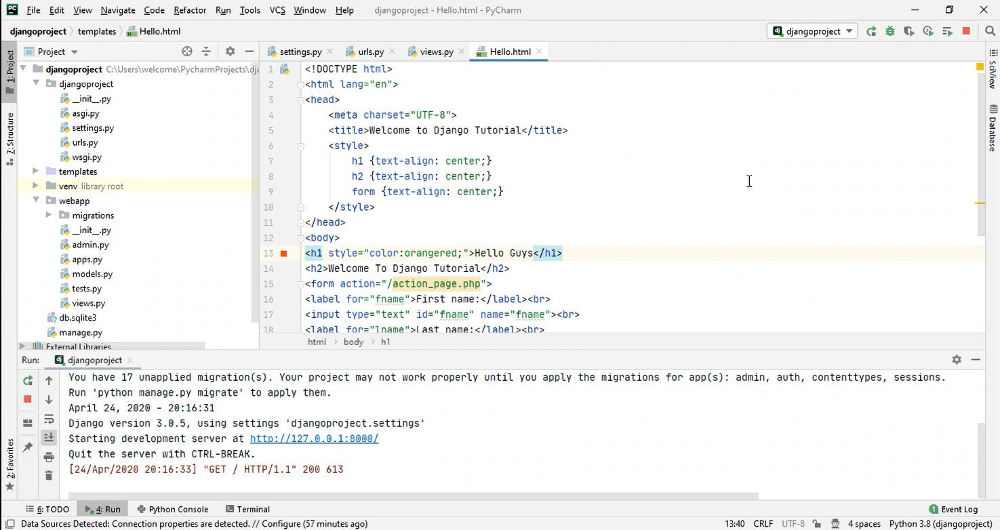 PC File Edit View Navigate Code Refactor Run Tools VCS Window Help djangoproject - Hello.html - PyCharm
djangoproject templates Hello.html
dj djangoproject
Project
settings.py urls.py views.py Hello.html
1: Project
7: Structure
2: Favorites
djangoproject C:\Users\welcome\PycharmProjects\dj
djangoproject
__init__.py
asgi.py
settings.py
urls.py
wsgi.py
templates
venv library root
webapp
migrations
__init__.py
admin.py
apps.py
models.py
tests.py
views.py
db.sqlite3
manage.py
External Libraries
1 <!DOCTYPE html>
2 <html lang="en">
3 <head>
4 <meta charset="UTF-8">
5 <title>Welcome to Django Tutorial</title>
6 <style>
7 h1 {text-align: center;}
8 h2 {text-align: center;}
9 form {text-align: center;}
10 </style>
11 </head>
12 <body>
13 <h1 style="color:orangered;">Hello Guys</h1>
14 <h2>Welcome To Django Tutorial</h2>
15 <form action="/action_page.php">
16 <label for="fname">First name:</label><br>
17 <input type="text" id="fname" name="fname"><br>
18 <label for="lname">Last name:</label><br>
html body h1
SciView
Database
Run: dj djangoproject
You have 17 unapplied migration(s). Your project may not work properly until you apply the migrations for app(s): admin, auth, contenttypes, sessions.
Run 'python manage.py migrate' to apply them.
April 24, 2020 - 20:16:31
Django version 3.0.5, using settings 'djangoproject.settings'
Starting development server at http://127.0.0.1:8000/
Quit the server with CTRL-BREAK.
[24/Apr/2020 20:16:33] "GET / HTTP/1.1" 200 613
6: TODO 4: Run Python Console Terminal 1 Event Log
Data Sources Detected: Connection properties are detected. // Configure (57 minutes ago) 13:40 CRLF UTF-8 4 spaces Python 3.8 (djangoproject)